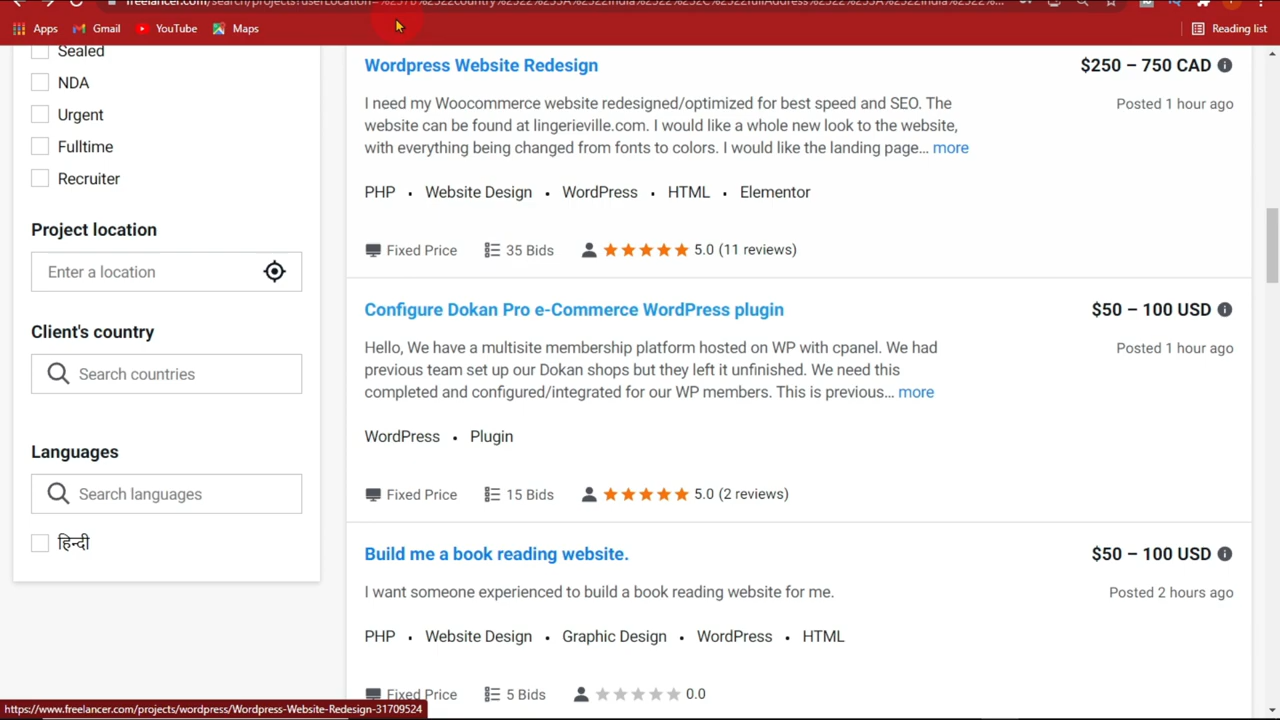 Apps Gmail YouTube Maps Reading list
Sealed
NDA
Urgent
Fulltime
Recruiter
Project location
Enter a location
Client's country
Search countries
Languages
Search languages
हिन्दी
Wordpress Website Redesign
$250 – 750 CAD
I need my Woocommerce website redesigned/optimized for best speed and SEO. The
Posted 1 hour ago
website can be found at lingerieville.com. I would like a whole new look to the website,
with everything being changed from fonts to colors. I would like the landing page... more
PHP • Website Design • WordPress • HTML • Elementor
Fixed Price 35 Bids 5.0 (11 reviews)
Configure Dokan Pro e-Commerce WordPress plugin
$50 – 100 USD
Hello, We have a multisite membership platform hosted on WP with cpanel. We had
Posted 1 hour ago
previous team set up our Dokan shops but they left it unfinished. We need this
completed and configured/integrated for our WP members. This is previous... more
WordPress • Plugin
Fixed Price 15 Bids 5.0 (2 reviews)
Build me a book reading website.
$50 – 100 USD
I want someone experienced to build a book reading website for me.
Posted 2 hours ago
PHP • Website Design • Graphic Design • WordPress • HTML
Fixed Price 5 Bids 0.0
https://www.freelancer.com/projects/wordpress/Wordpress-Website-Redesign-31709524